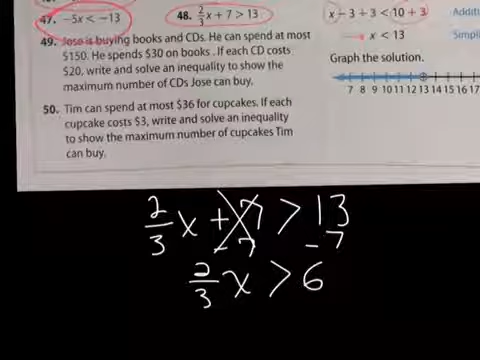 47. -5x < -13
48. 2/3 x + 7 > 13
49. Jose is buying books and CDs. He can spend at most
$150. He spends $30 on books. If each CD costs
$20, write and solve an inequality to show the
maximum number of CDs Jose can buy.
50. Tim can spend at most $36 for cupcakes. If each
cupcake costs $3, write and solve an inequality
to show the maximum number of cupcakes Tim
can buy.
x - 3 + 3 < 10 + 3
x < 13
Graph the solution.
7 8 9 10 11 12 13 14 15 16 17
2/3 x + 7 > 13
-7 -7
2/3 x > 6